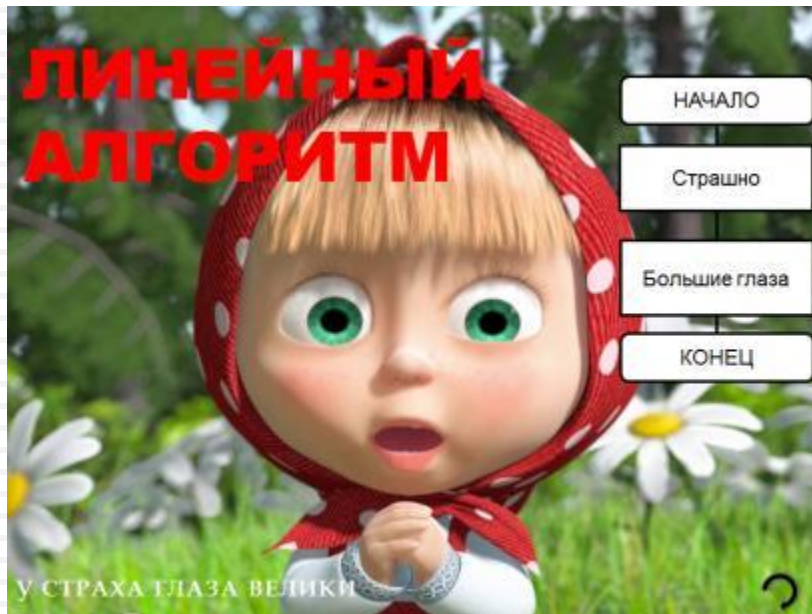 ЛИНЕЙНЫЙ
АЛГОРИТМ
НАЧАЛО
Страшно
Большие глаза
КОНЕЦ
У СТРАХА ГЛАЗА ВЕЛИКИ